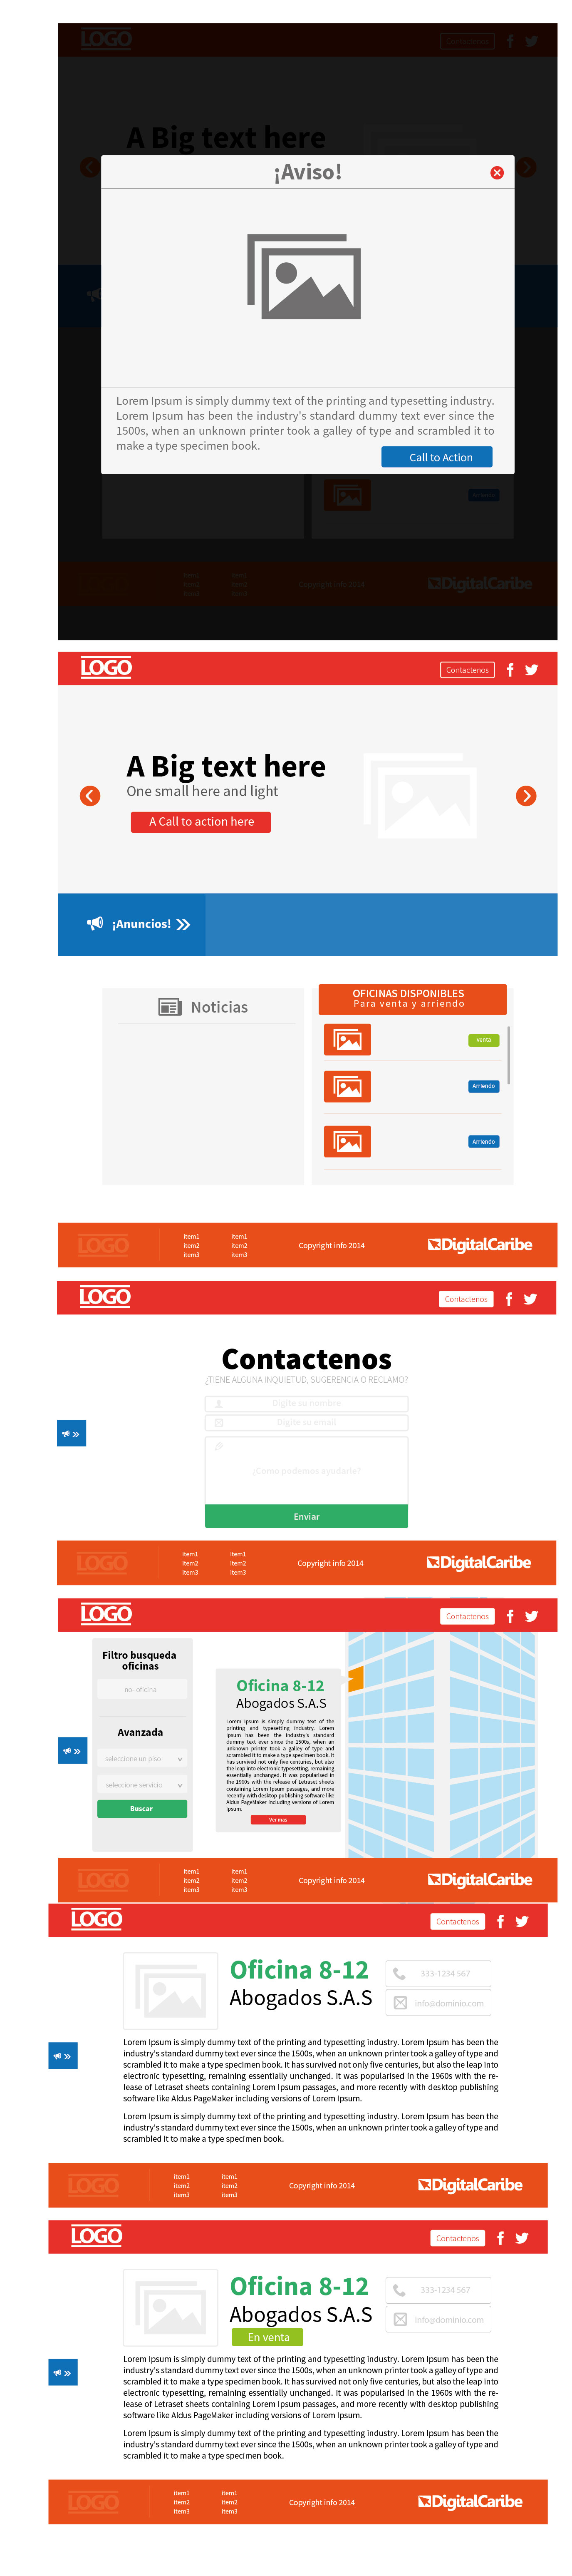 LOGO
Contactenos
A Big text here
¡Aviso!
Lorem Ipsum is simply dummy text of the printing and typesetting industry.
Lorem Ipsum has been the industry's standard dummy text ever since the
1500s, when an unknown printer took a galley of type and scrambled it to
make a type specimen book.
Call to Action
Copyright info 2014
DigitalCaribe
LOGO
Contactenos
A Big text here
One small here and light
A Call to action here
¡Anuncios!
Noticias
OFICINAS DISPONIBLES
Para venta y arriendo
venta
Arriendo
Arriendo
LOGO
Item1 Item1
Item2 Item2
Item3 Item3
Copyright info 2014
DigitalCaribe
LOGO
Contactenos
Contactenos
¿TIENE ALGUNA INQUIETUD, SUGERENCIA O RECLAMO?
Digite su nombre
Digite su email
¿Como podemos ayudarle?
Enviar
LOGO
Item1 Item1
Item2 Item2
Item3 Item3
Copyright info 2014
DigitalCaribe
LOGO
Contactenos
Filtro busqueda
oficinas
no- oficina
Avanzada
seleccione un piso
seleccione servicio
Buscar
Oficina 8-12
Abogados S.A.S
Lorem Ipsum is simply dummy text of the
printing and typesetting industry. Lorem
Ipsum has been the industry's standard
dummy text ever since the 1500s, when an
unknown printer took a galley of type and
scrambled it to make a type specimen book. It
has survived not only five centuries, but also
the leap into electronic typesetting, remaining
essentially unchanged. It was popularised in
the 1960s with the release of Letraset sheets
containing Lorem Ipsum passages, and more
recently with desktop publishing software like
Aldus PageMaker including versions of Lorem
Ipsum.
Ver mas
LOGO
Item1 Item1
Item2 Item2
Item3 Item3
Copyright info 2014
DigitalCaribe
LOGO
Contactenos
Oficina 8-12
Abogados S.A.S
333-1234 567
info@dominio.com
Lorem Ipsum is simply dummy text of the printing and typesetting industry. Lorem Ipsum has been the
industry's standard dummy text ever since the 1500s, when an unknown printer took a galley of type and
scrambled it to make a type specimen book. It has survived not only five centuries, but also the leap into
electronic typesetting, remaining essentially unchanged. It was popularised in the 1960s with the re-
lease of Letraset sheets containing Lorem Ipsum passages, and more recently with desktop publishing
software like Aldus PageMaker including versions of Lorem Ipsum.
Lorem Ipsum is simply dummy text of the printing and typesetting industry. Lorem Ipsum has been the
industry's standard dummy text ever since the 1500s, when an unknown printer took a galley of type and
scrambled it to make a type specimen book.
LOGO
Item1 Item1
Item2 Item2
Item3 Item3
Copyright info 2014
DigitalCaribe
LOGO
Contactenos
Oficina 8-12
Abogados S.A.S
En venta
333-1234 567
info@dominio.com
Lorem Ipsum is simply dummy text of the printing and typesetting industry. Lorem Ipsum has been the
industry's standard dummy text ever since the 1500s, when an unknown printer took a galley of type and
scrambled it to make a type specimen book. It has survived not only five centuries, but also the leap into
electronic typesetting, remaining essentially unchanged. It was popularised in the 1960s with the re-
lease of Letraset sheets containing Lorem Ipsum passages, and more recently with desktop publishing
software like Aldus PageMaker including versions of Lorem Ipsum.
Lorem Ipsum is simply dummy text of the printing and typesetting industry. Lorem Ipsum has been the
industry's standard dummy text ever since the 1500s, when an unknown printer took a galley of type and
scrambled it to make a type specimen book.
LOGO
Item1 Item1
Item2 Item2
Item3 Item3
Copyright info 2014
DigitalCaribe